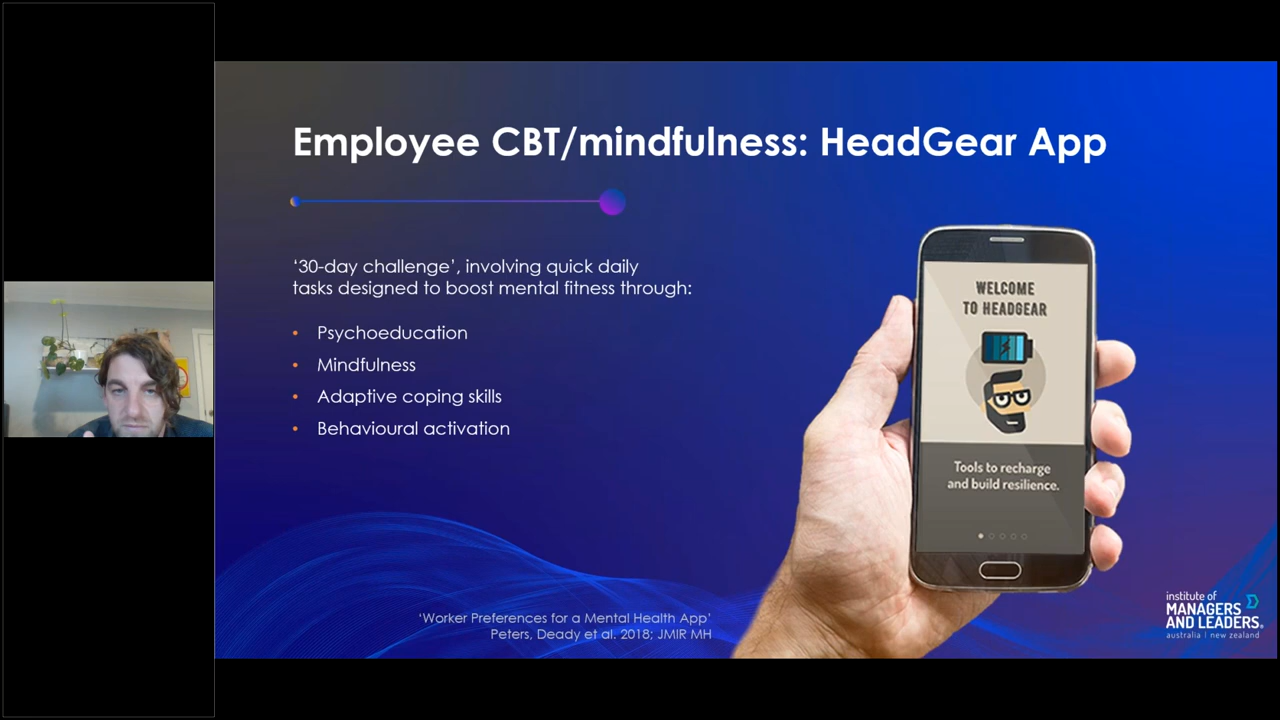 Employee CBT/mindfulness: HeadGear App
‘30-day challenge’, involving quick daily
tasks designed to boost mental fitness through:
• Psychoeducation
• Mindfulness
• Adaptive coping skills
• Behavioural activation
WELCOME
TO HEADGEAR
Tools to recharge
and build resilience.
‘Worker Preferences for a Mental Health App’
Peters, Deady et al. 2018; JMIR MH
institute of
MANAGERS
AND LEADERS®
australia | new zealand